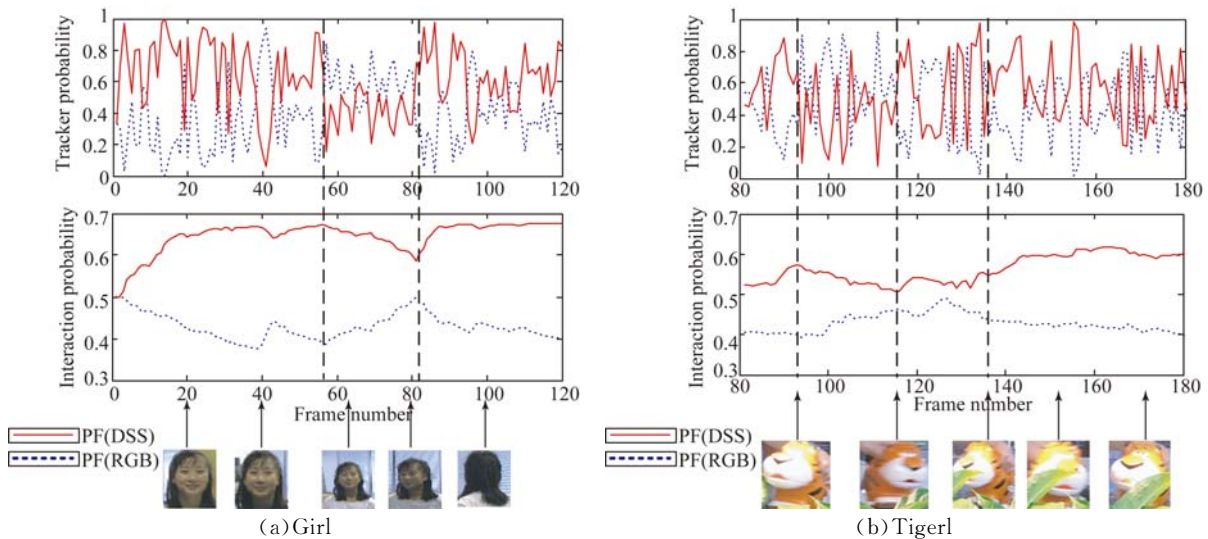 Tracker probability
1
0.8
0.6
0.4
0.2
0
0 20 40 60 80 100 120
Interaction probability
0.7
0.6
0.5
0.4
0.3
0 20 40 60 80 100 120
Frame number
PF(DSS)
PF(RGB)
(a)Girl
Tracker probability
1
0.8
0.6
0.4
0.2
0
81 100 120 140 160 180
Interaction probability
0.7
0.6
0.5
0.4
0.3
81 100 120 140 160 180
Frame number
PF(DSS)
PF(RGB)
(b)Tigerl